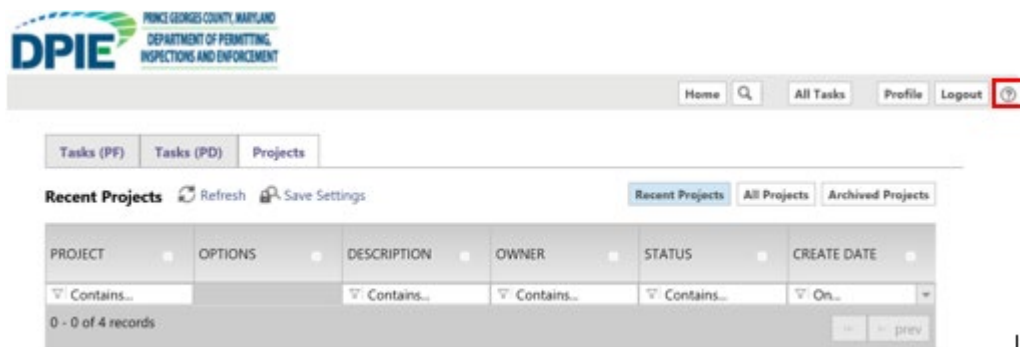 PRINCE GEORGES COUNTY, MARYLAND
DPIE
DEPARTMENT OF PERMITTING,
INSPECTIONS AND ENFORCEMENT
Home All Tasks Profile Logout ?
Tasks (PF) Tasks (PD) Projects
Recent Projects Refresh Save Settings Recent Projects All Projects Archived Projects
PROJECT OPTIONS DESCRIPTION OWNER STATUS CREATE DATE
Contains... Contains... Contains... Contains... On...
0 - 0 of 4 records prev